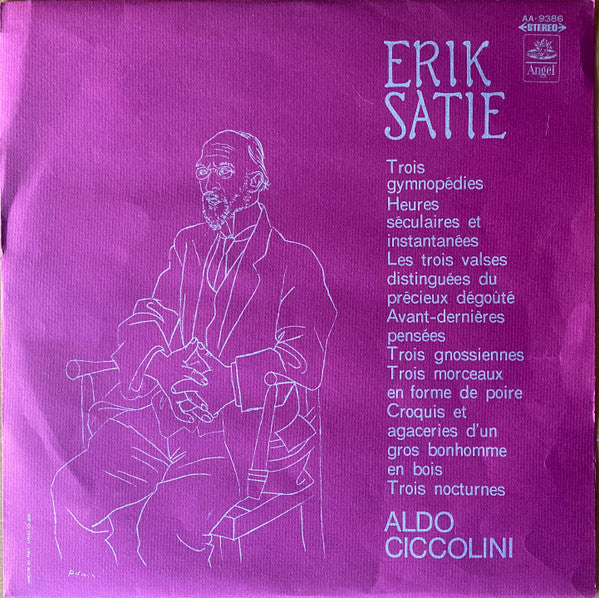 AA-9386
STEREO
Angel
ERIK
SATIE
Trois
gymnopédies
Heures
séculaires et
instantanées
Les trois valses
distinguées du
précieux dégoûté
Avant-dernières
pensées
Trois gnossiennes
Trois morceaux
en forme de poire
Croquis et
agaceries d'un
gros bonhomme
en bois
Trois nocturnes
ALDO
CICCOLINI